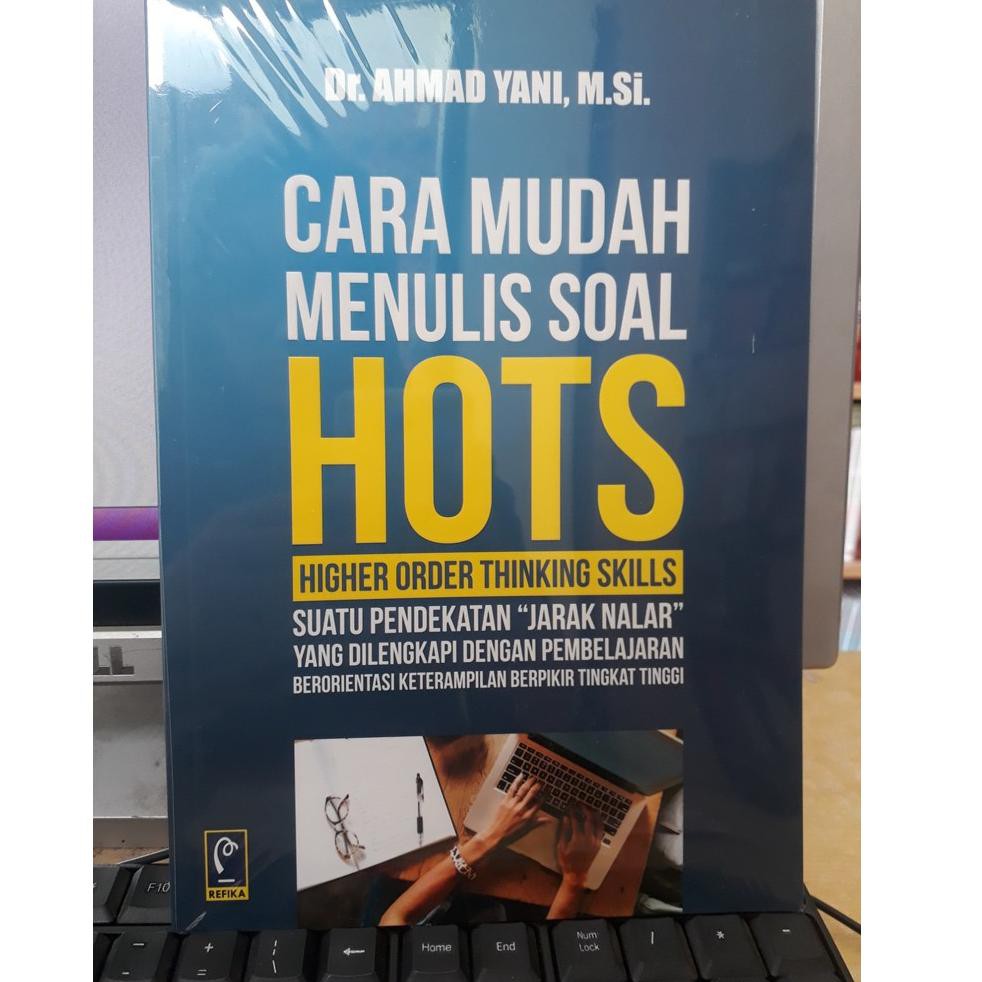 Dr. AHMAD YANI, M.Si.
CARA MUDAH
MENULIS SOAL
HOTS
HIGHER ORDER THINKING SKILLS
SUATU PENDEKATAN “JARAK NALAR”
YANG DILENGKAPI DENGAN PEMBELAJARAN
BERORIENTASI KETERAMPILAN BERPIKIR TINGKAT TINGGI
REFIKA
F10
Home
End
Num
Lock
/
*
-
-
+
=
\